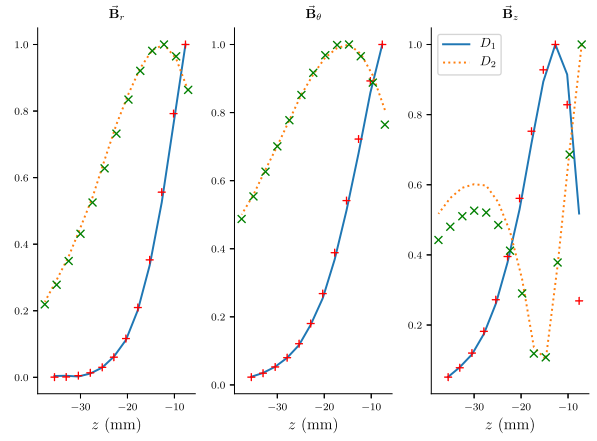 B⃗r B⃗θ B⃗z
1.0 1.0 1.0
D1
D2
0.8 0.8 0.8
0.6 0.6 0.6
0.4 0.4 0.4
0.2 0.2 0.2
0.0 0.0
−30 −20 −10 −30 −20 −10 −30 −20 −10
z (mm) z (mm) z (mm)